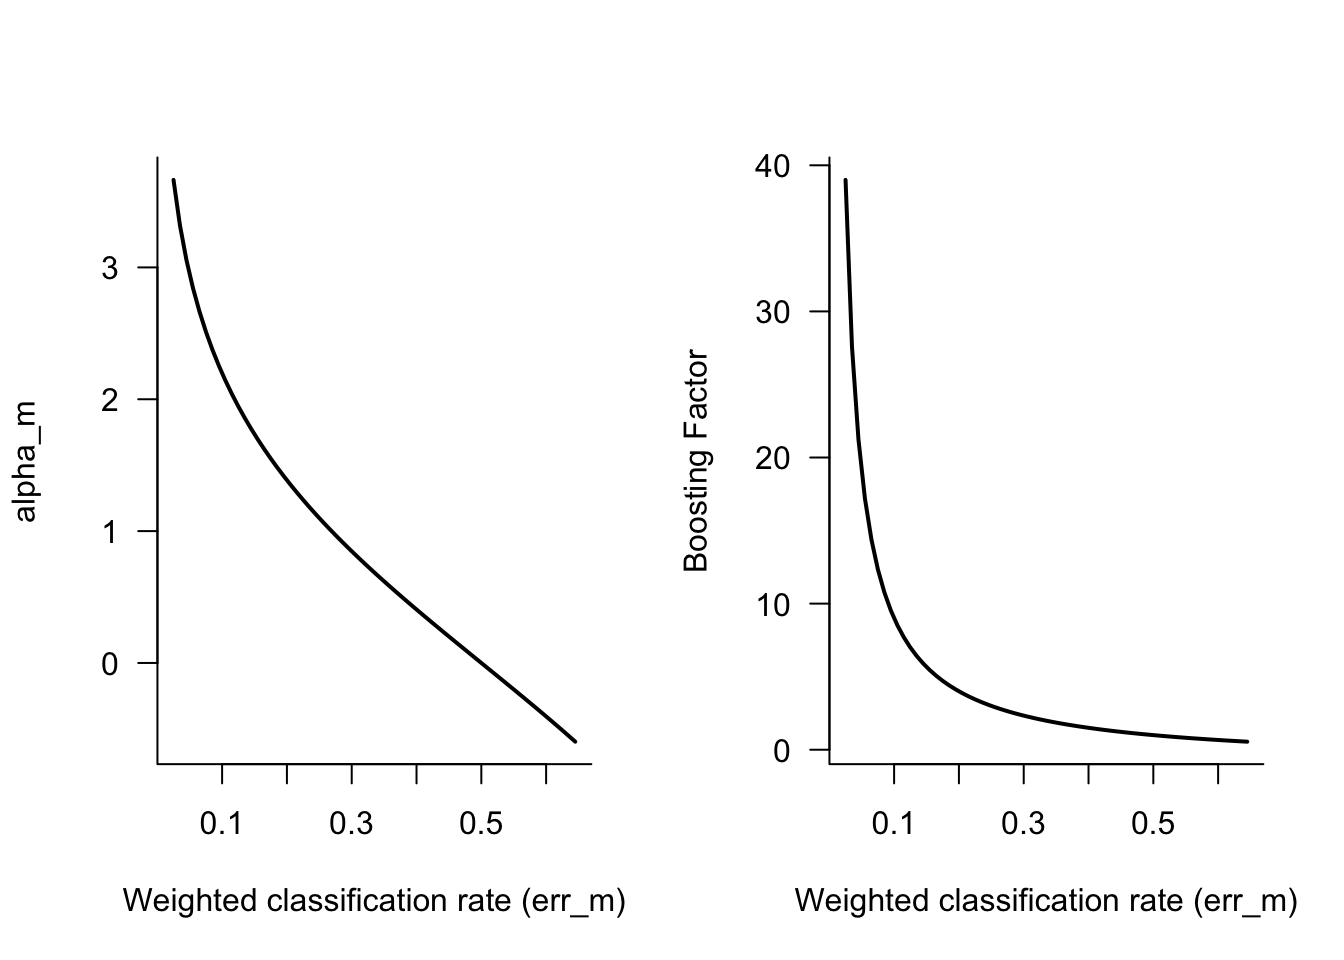 alpha_m
3
2
1
0
0.1 0.3 0.5
Weighted classification rate (err_m)
Boosting Factor
40
30
20
10
0
0.1 0.3 0.5
Weighted classification rate (err_m)